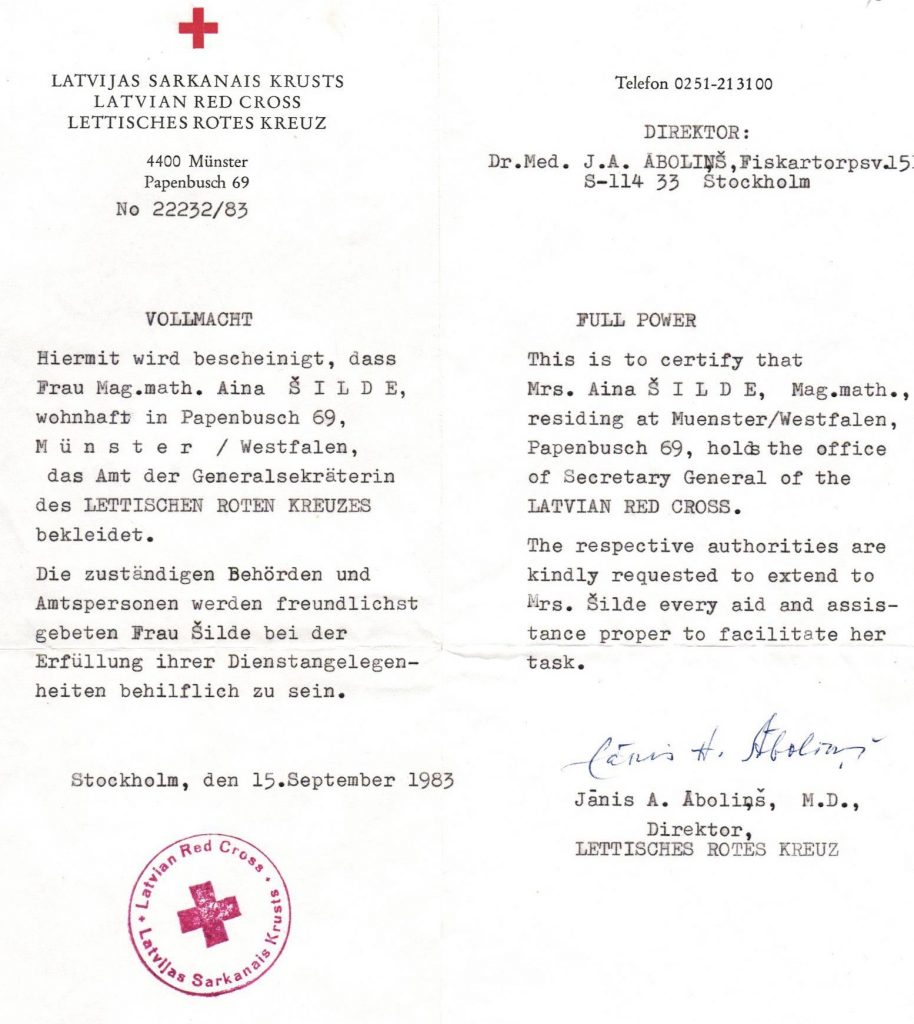 LATVIJAS SARKANAIS KRUSTS
LATVIAN RED CROSS
LETTISCHES ROTES KREUZ
4400 Münster
Papenbusch 69
No 22232/83
Telefon 0251-213100
DIREKTOR:
Dr.Med. J.A. ĀBOLIŅŠ,Fiskartorpsv.15
S-114 33 Stockholm
VOLLMACHT
Hiermit wird bescheinigt, dass
Frau Mag.math. Aina Š I L D E,
wohnhaft in Papenbusch 69,
M ü n s t e r / Westfalen,
das Amt der Generalsekräterin
des LETTISCHEN ROTEN KREUZES
bekleidet.
Die zuständigen Behörden und
Amtspersonen werden freundlichst
gebeten Frau Šilde bei der
Erfüllung ihrer Dienstangelegen-
heiten behilflich zu sein.
Stockholm, den 15.September 1983
Latvian Red Cross
Latvijas Sarkanais Krusts
FULL POWER
This is to certify that
Mrs. Aina Š I L D E, Mag.math.,
residing at Muenster/Westfalen,
Papenbusch 69, holds the office
of Secretary General of the
LATVIAN RED CROSS.
The respective authorities are
kindly requested to extend to
Mrs. Šilde every aid and assis-
tance proper to facilitate her
task.
Jānis A. Āboliņš
Jānis A. Āboliņš, M.D.,
Direktor,
LETTISCHES ROTES KREUZ